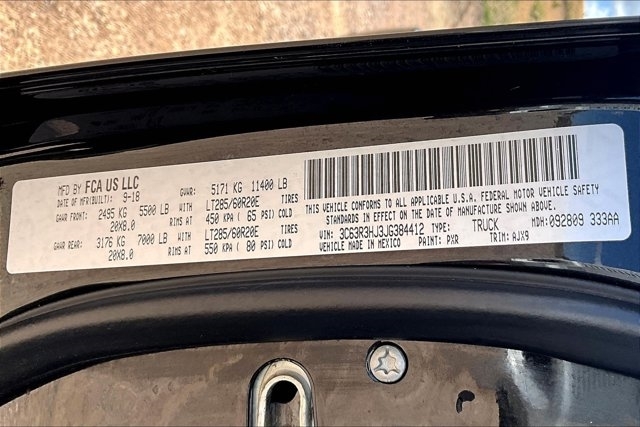 MFD BY FCA US LLC
DATE OF MFR(BUILT): 9-18 GVWR: 5171 KG 11400 LB
GAWR FRONT: 2495 KG 5500 LB WITH LT285/60R20E TIRES
20X8.0 RIMS AT 450 KPA ( 65 PSI) COLD
GAWR REAR: 3176 KG 7000 LB WITH LT285/60R20E TIRES
20X8.0 RIMS AT 550 KPA ( 80 PSI) COLD
THIS VEHICLE CONFORMS TO ALL APPLICABLE U.S.A. FEDERAL MOTOR VEHICLE SAFETY
STANDARDS IN EFFECT ON THE DATE OF MANUFACTURE SHOWN ABOVE.
VIN: 3C63R3HJ3JG384412 TYPE: TRUCK MDH: 092809 333AA
VEHICLE MADE IN MEXICO PAINT: PXR TRIM: AJX9